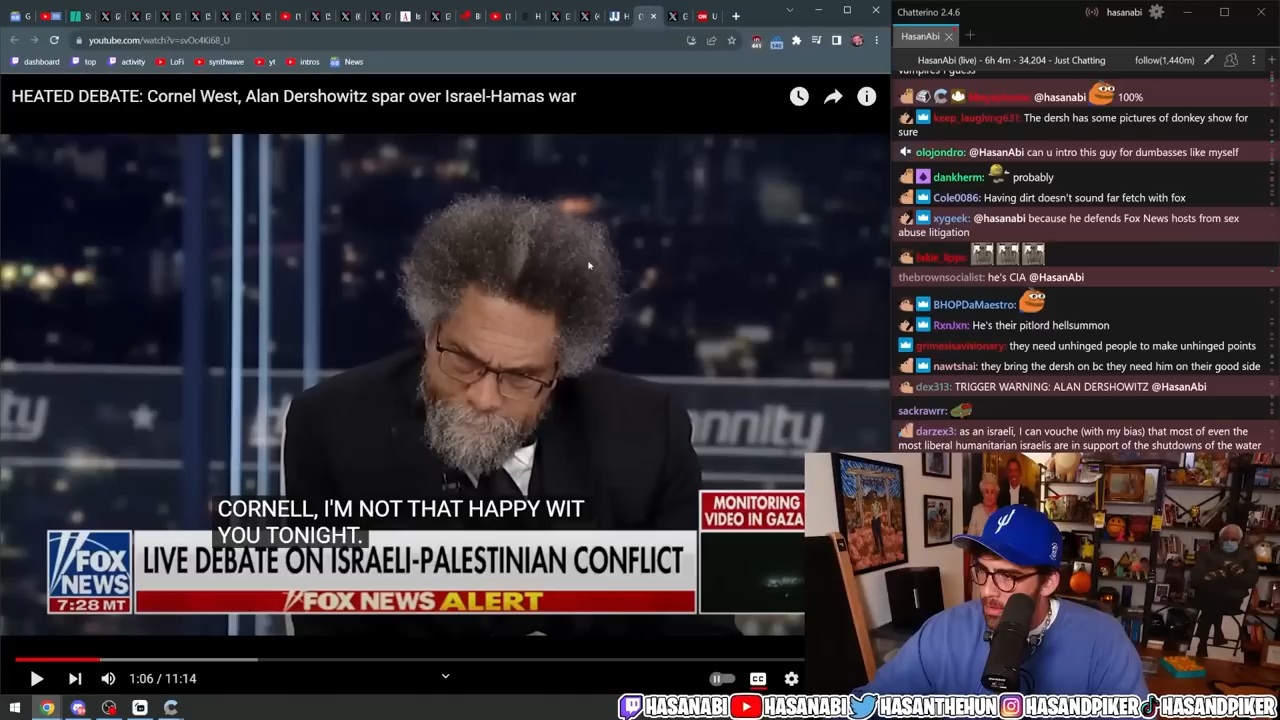 youtube.com/watch?v=svOc4Ki68_U
dashboard
top
activity
LoFi
synthwave
yt
intros
News
HEATED DEBATE: Cornel West, Alan Dershowitz spar over Israel-Hamas war
CORNELL, I'M NOT THAT HAPPY WIT
YOU TONIGHT.
MONITORING
VIDEO IN GAZA
FOX
NEWS
7:28 MT
LIVE DEBATE ON ISRAELI-PALESTINIAN CONFLICT
FOX NEWS ALERT
1:06 / 11:14
CC
Chatterino 2.4.6
hasanabi
HasanAbi
HasanAbi (live) - 6h 4m - 34,204 - Just Chatting
follow(1,440m)
vampires I guess
@hasanabi 100%
keep_laughing631: The dersh has some pictures of donkey show for
sure
olojondro: @HasanAbi can u intro this guy for dumbasses like myself
dankherm: probably
Cole0086: Having dirt doesn't sound far fetch with fox
xygeek: @hasanabi because he defends Fox News hosts from sex
abuse litigation
thebrownsocialist: he's CIA @HasanAbi
BHOPDaMaestro:
RxnJxn: He's their pitlord hellsummon
grimesisavisionary: they need unhinged people to make unhinged points
nawtshai: they bring the dersh on bc they need him on their good side
dex313: TRIGGER WARNING: ALAN DERSHOWITZ @HasanAbi
sackrawrr:
darzex3: as an israeli, I can vouche (with my bias) that most of even the
most liberal humanitarian israelis are in support of the shutdowns of the water
HASANABI
HASANABI
HASANTHEHUN
HASANDPIKER
HASANDPIKER